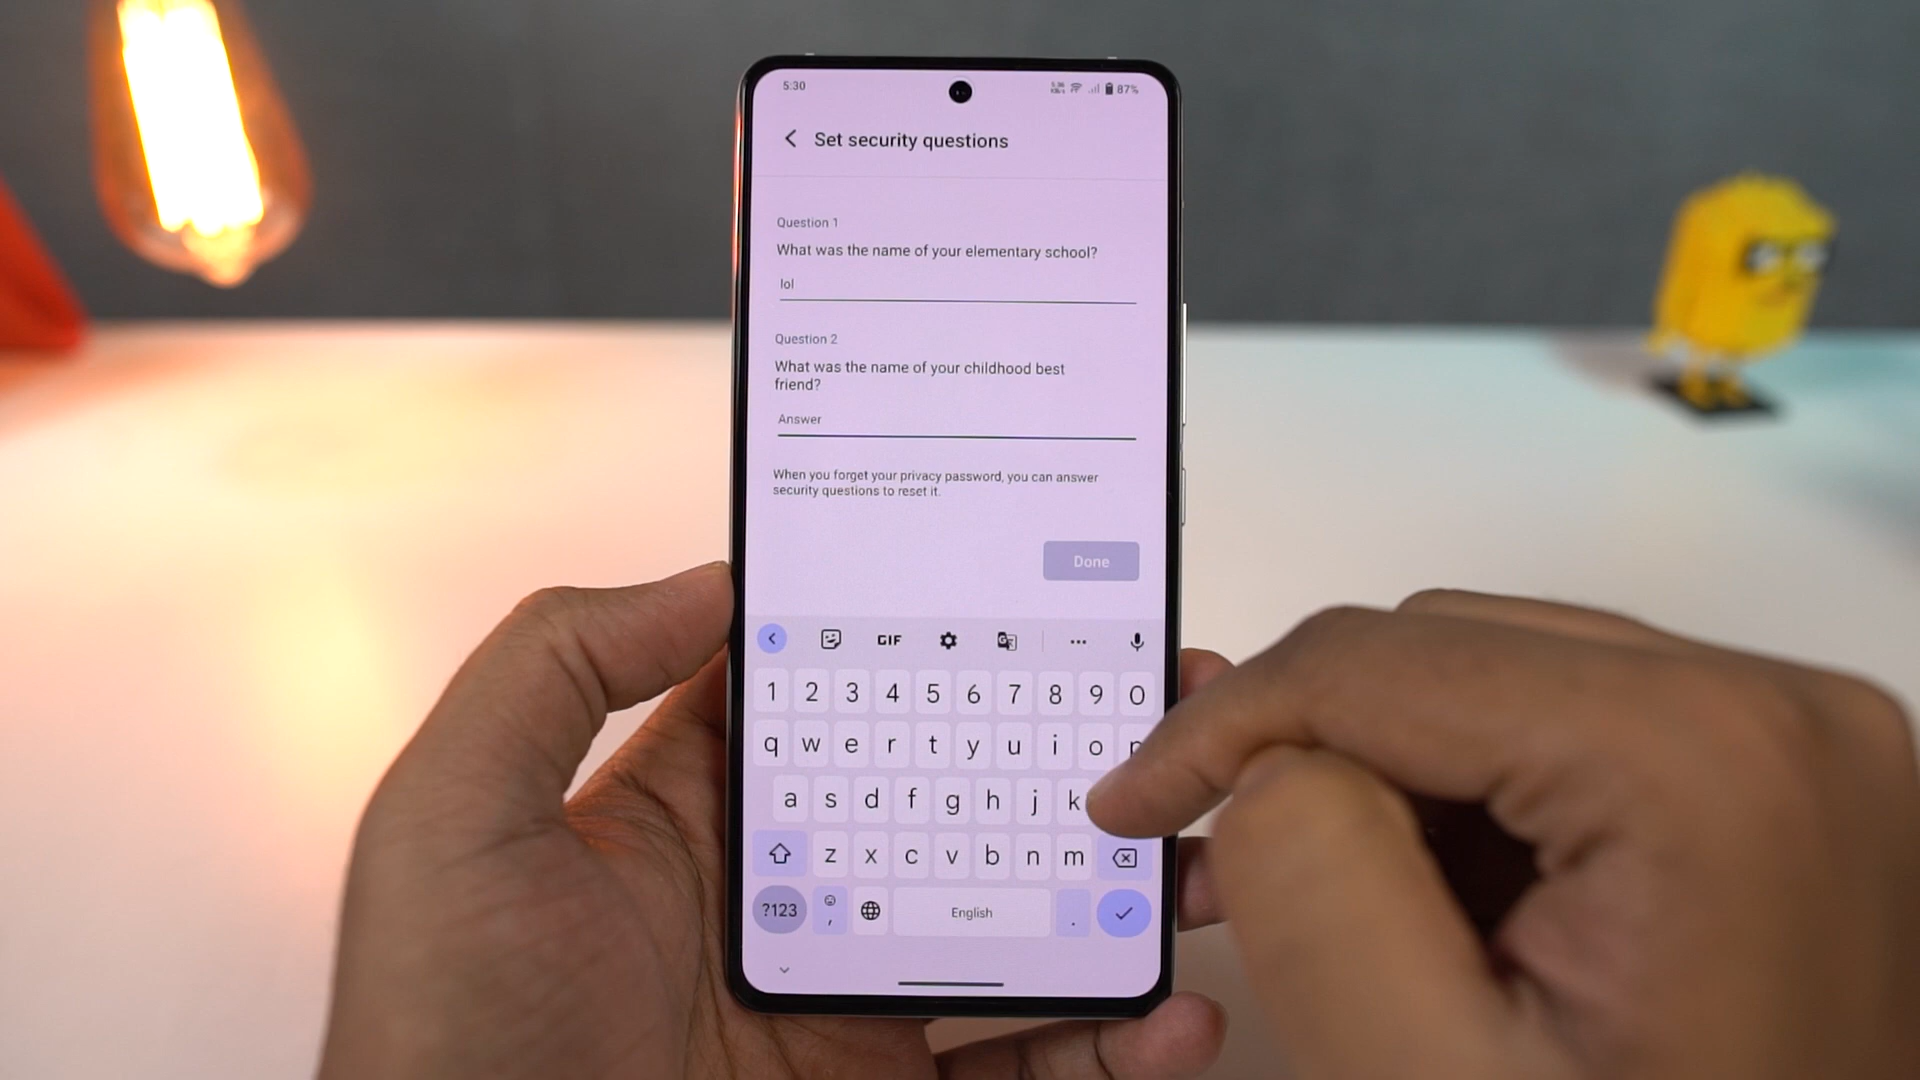 5:30
87%
Set security questions
Question 1
What was the name of your elementary school?
lol
Question 2
What was the name of your childhood best
friend?
Answer
When you forget your privacy password, you can answer
security questions to reset it.
Done
GIF
1 2 3 4 5 6 7 8 9 0
q w e r t y u i o
a s d f g h j k
z x c v b n m
?123 , English .